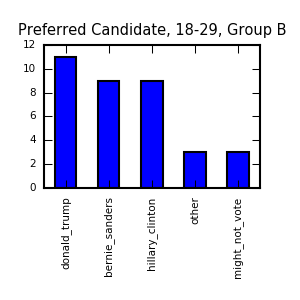 Preferred Candidate, 18-29, Group B
12
10
8
6
4
2
0
donald_trump
bernie_sanders
hillary_clinton
other
might_not_vote